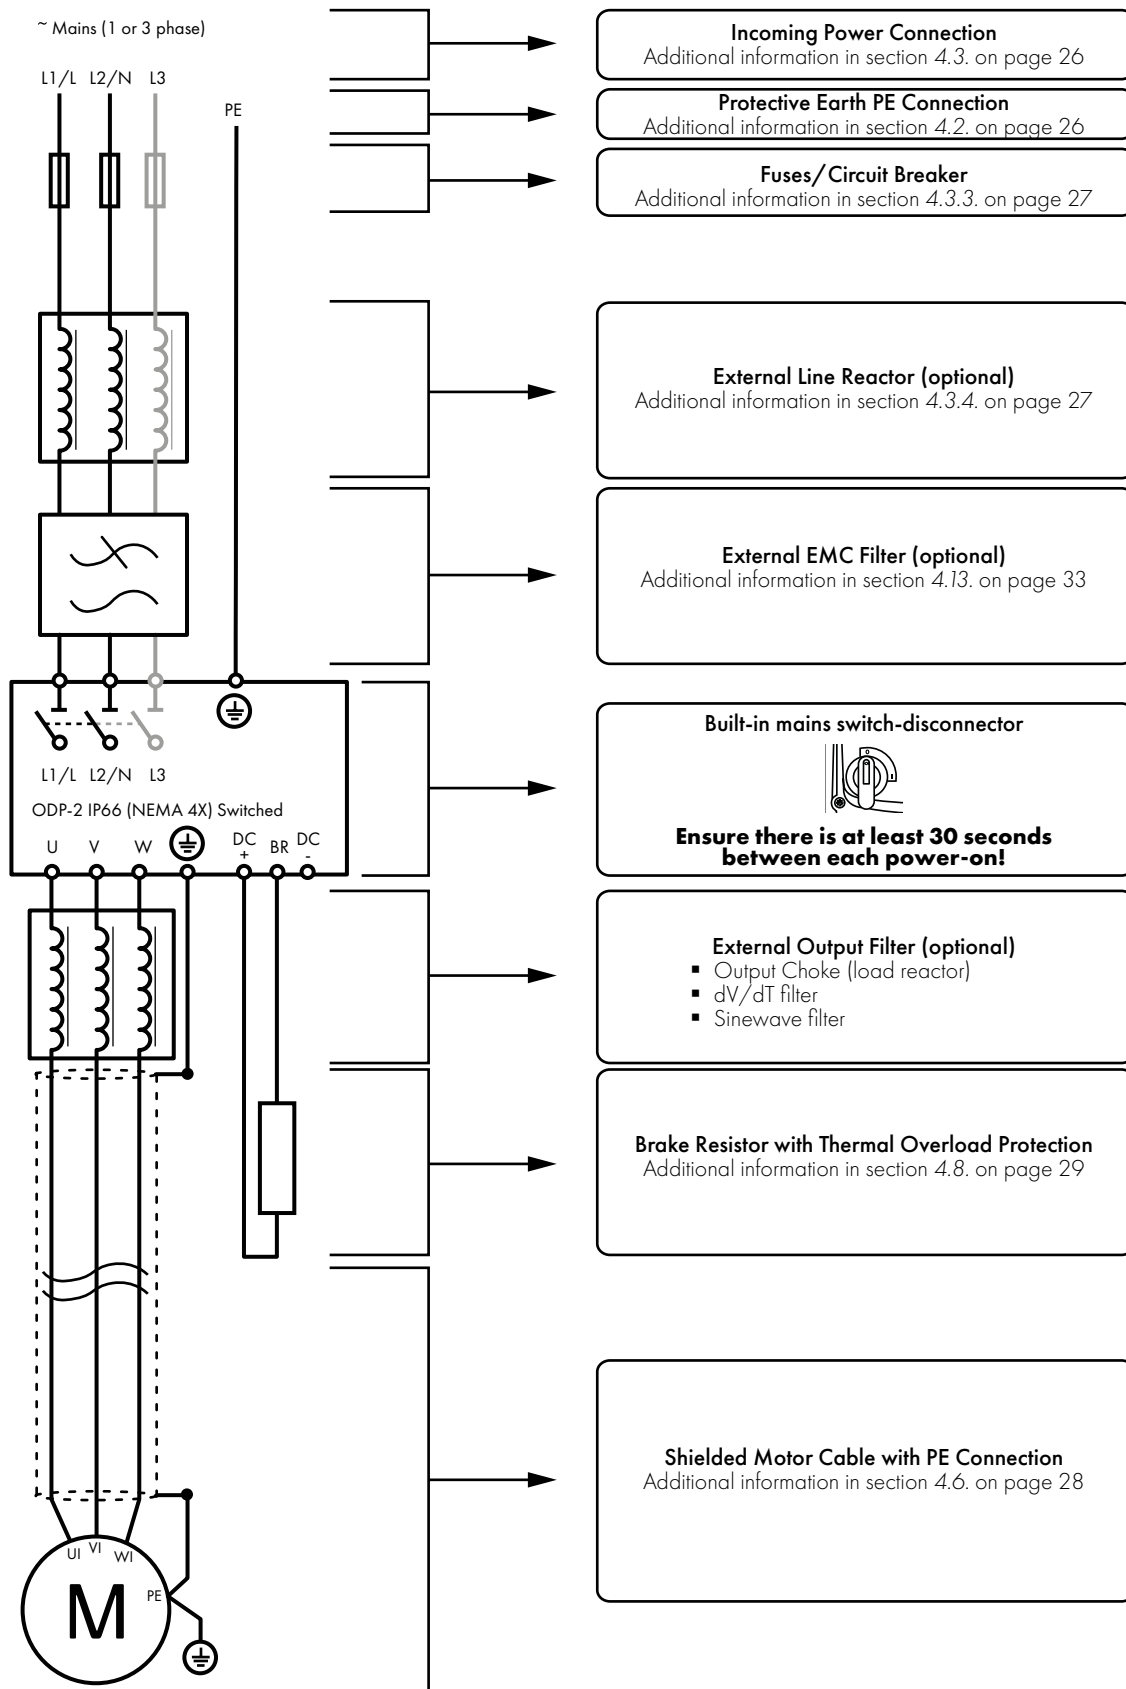 ~ Mains (1 or 3 phase)
L1/L L2/N L3
PE
Incoming Power Connection
Additional information in section 4.3. on page 26
Protective Earth PE Connection
Additional information in section 4.2. on page 26
Fuses/Circuit Breaker
Additional information in section 4.3.3. on page 27
External Line Reactor (optional)
Additional information in section 4.3.4. on page 27
External EMC Filter (optional)
Additional information in section 4.13. on page 33
L1/L L2/N L3
ODP-2 IP66 (NEMA 4X) Switched
U V W DC + BR DC -
Built-in mains switch-disconnector
0
I
Ensure there is at least 30 seconds
between each power-on!
External Output Filter (optional)
▪ Output Choke (load reactor)
▪ dV/dT filter
▪ Sinewave filter
Brake Resistor with Thermal Overload Protection
Additional information in section 4.8. on page 29
Shielded Motor Cable with PE Connection
Additional information in section 4.6. on page 28
UI VI WI
PE
M